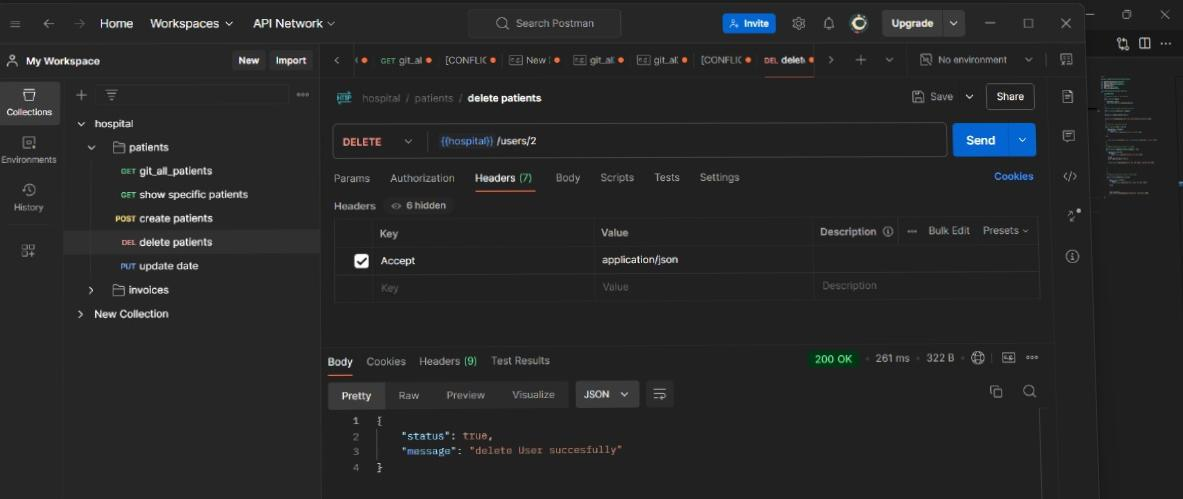 Home Workspaces API Network Search Postman Invite Upgrade
My Workspace New Import GET git_al [CONFLIC New git_al git_al [CONFLIC DEL delet No environment
Collections
Environments
History
hospital
patients
GET git_all_patients
GET show specific patients
POST create patients
DEL delete patients
PUT update date
invoices
New Collection
HTTP hospital / patients / delete patients Save Share
DELETE {{hospital}} /users/2 Send
Params Authorization Headers (7) Body Scripts Tests Settings Cookies
Headers 6 hidden
Key Value Description Bulk Edit Presets
Accept application/json
Key Value Description
Body Cookies Headers (9) Test Results 200 OK 261 ms 322 B
Pretty Raw Preview Visualize JSON
1 {
2 "status": true,
3 "message": "delete User succesfully"
4 }